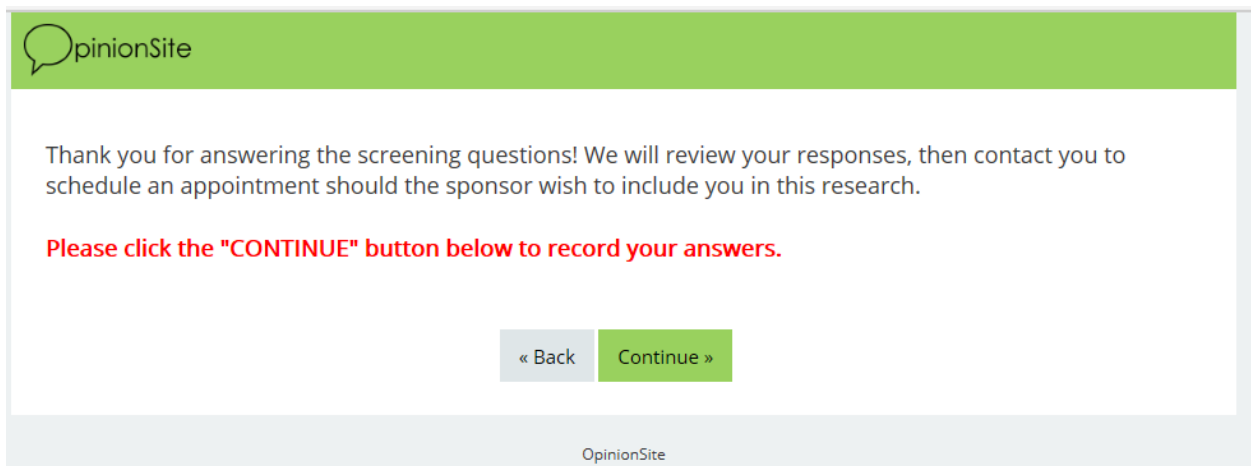 OpinionSite
Thank you for answering the screening questions! We will review your responses, then contact you to
schedule an appointment should the sponsor wish to include you in this research.
Please click the "CONTINUE" button below to record your answers.
« Back
Continue »
OpinionSite